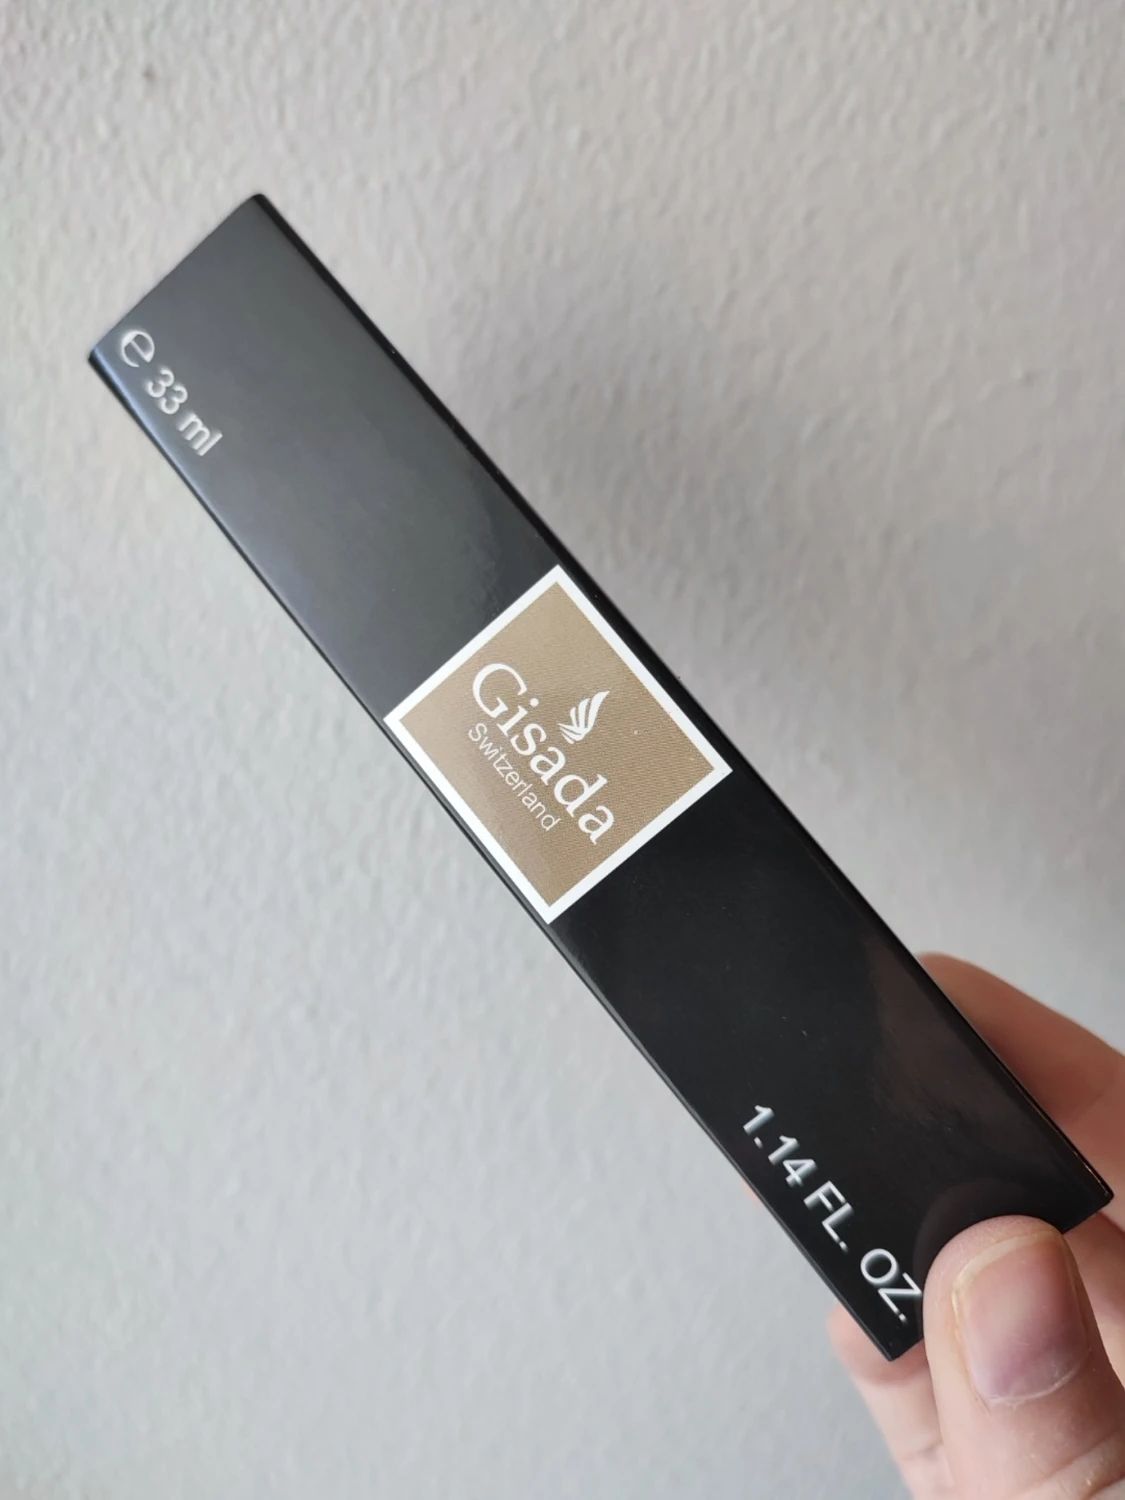 ℮ 33 ml
Gisada
Switzerland
1.14 FL. OZ.